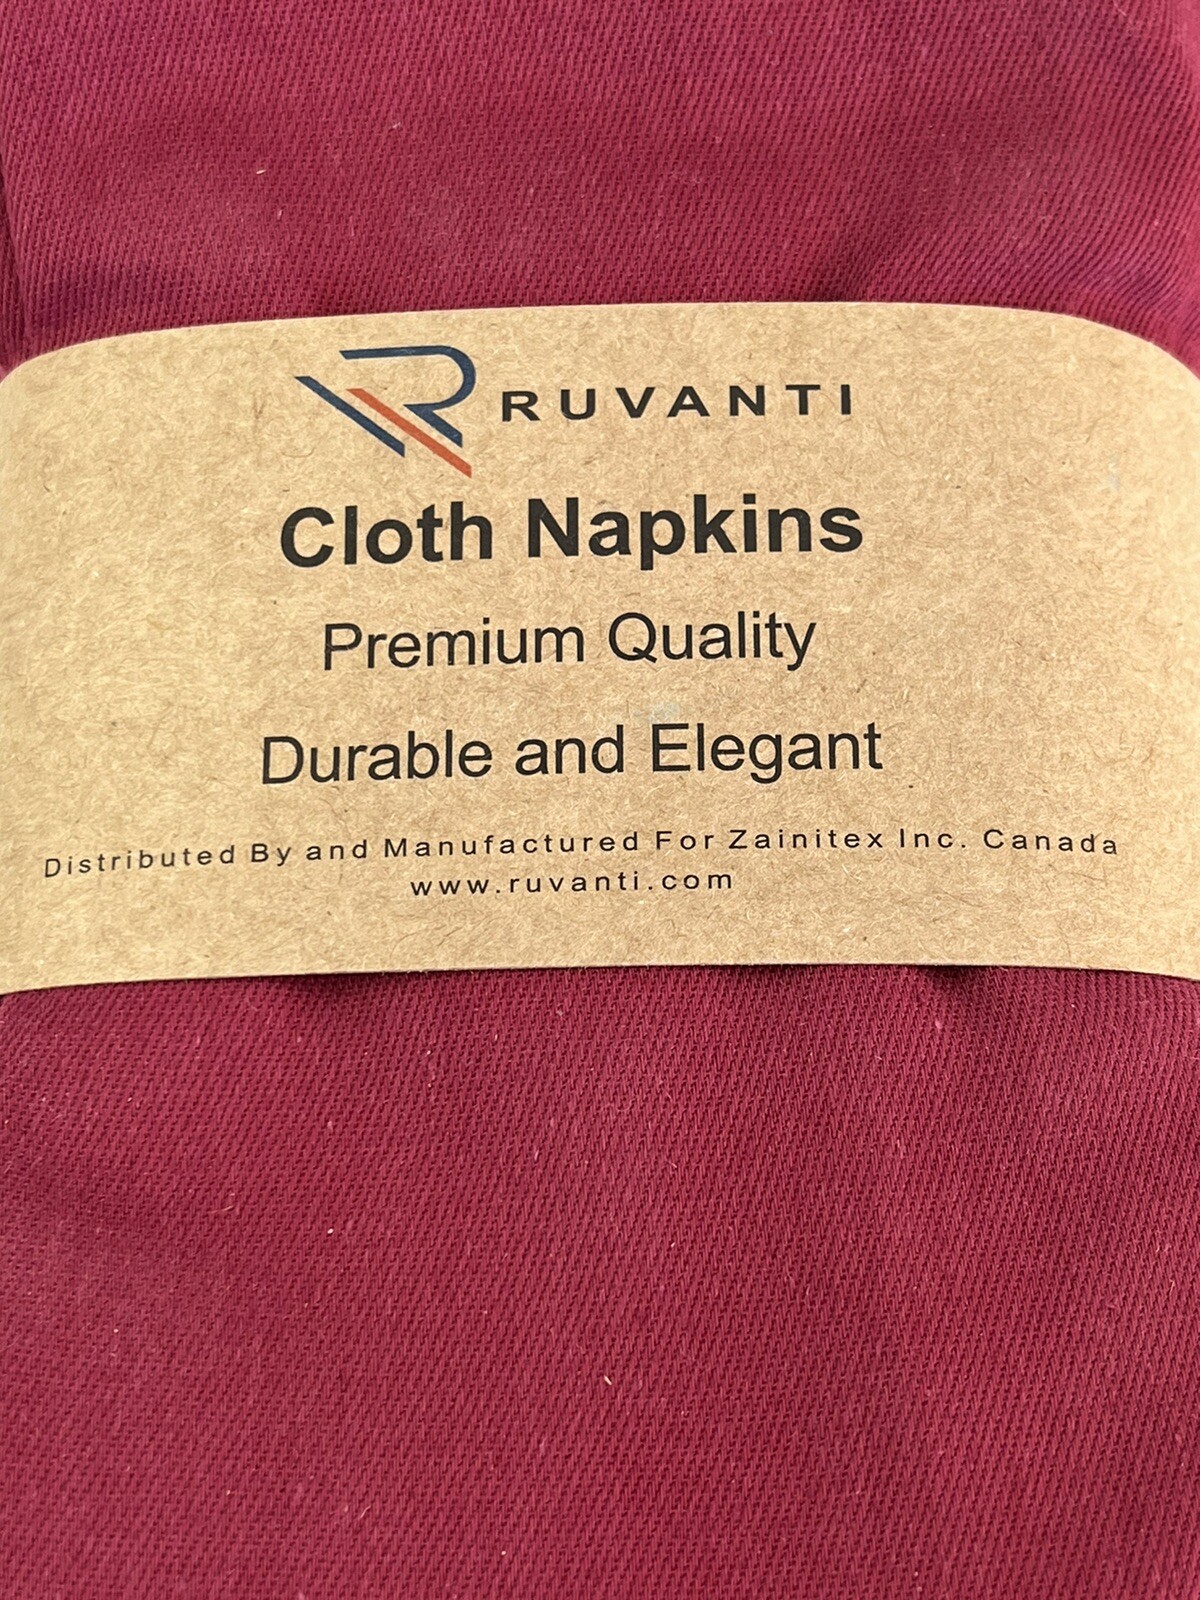 RUVANTI
Cloth Napkins
Premium Quality
Durable and Elegant
Distributed By and Manufactured For Zainitex Inc. Canada
www.ruvanti.com